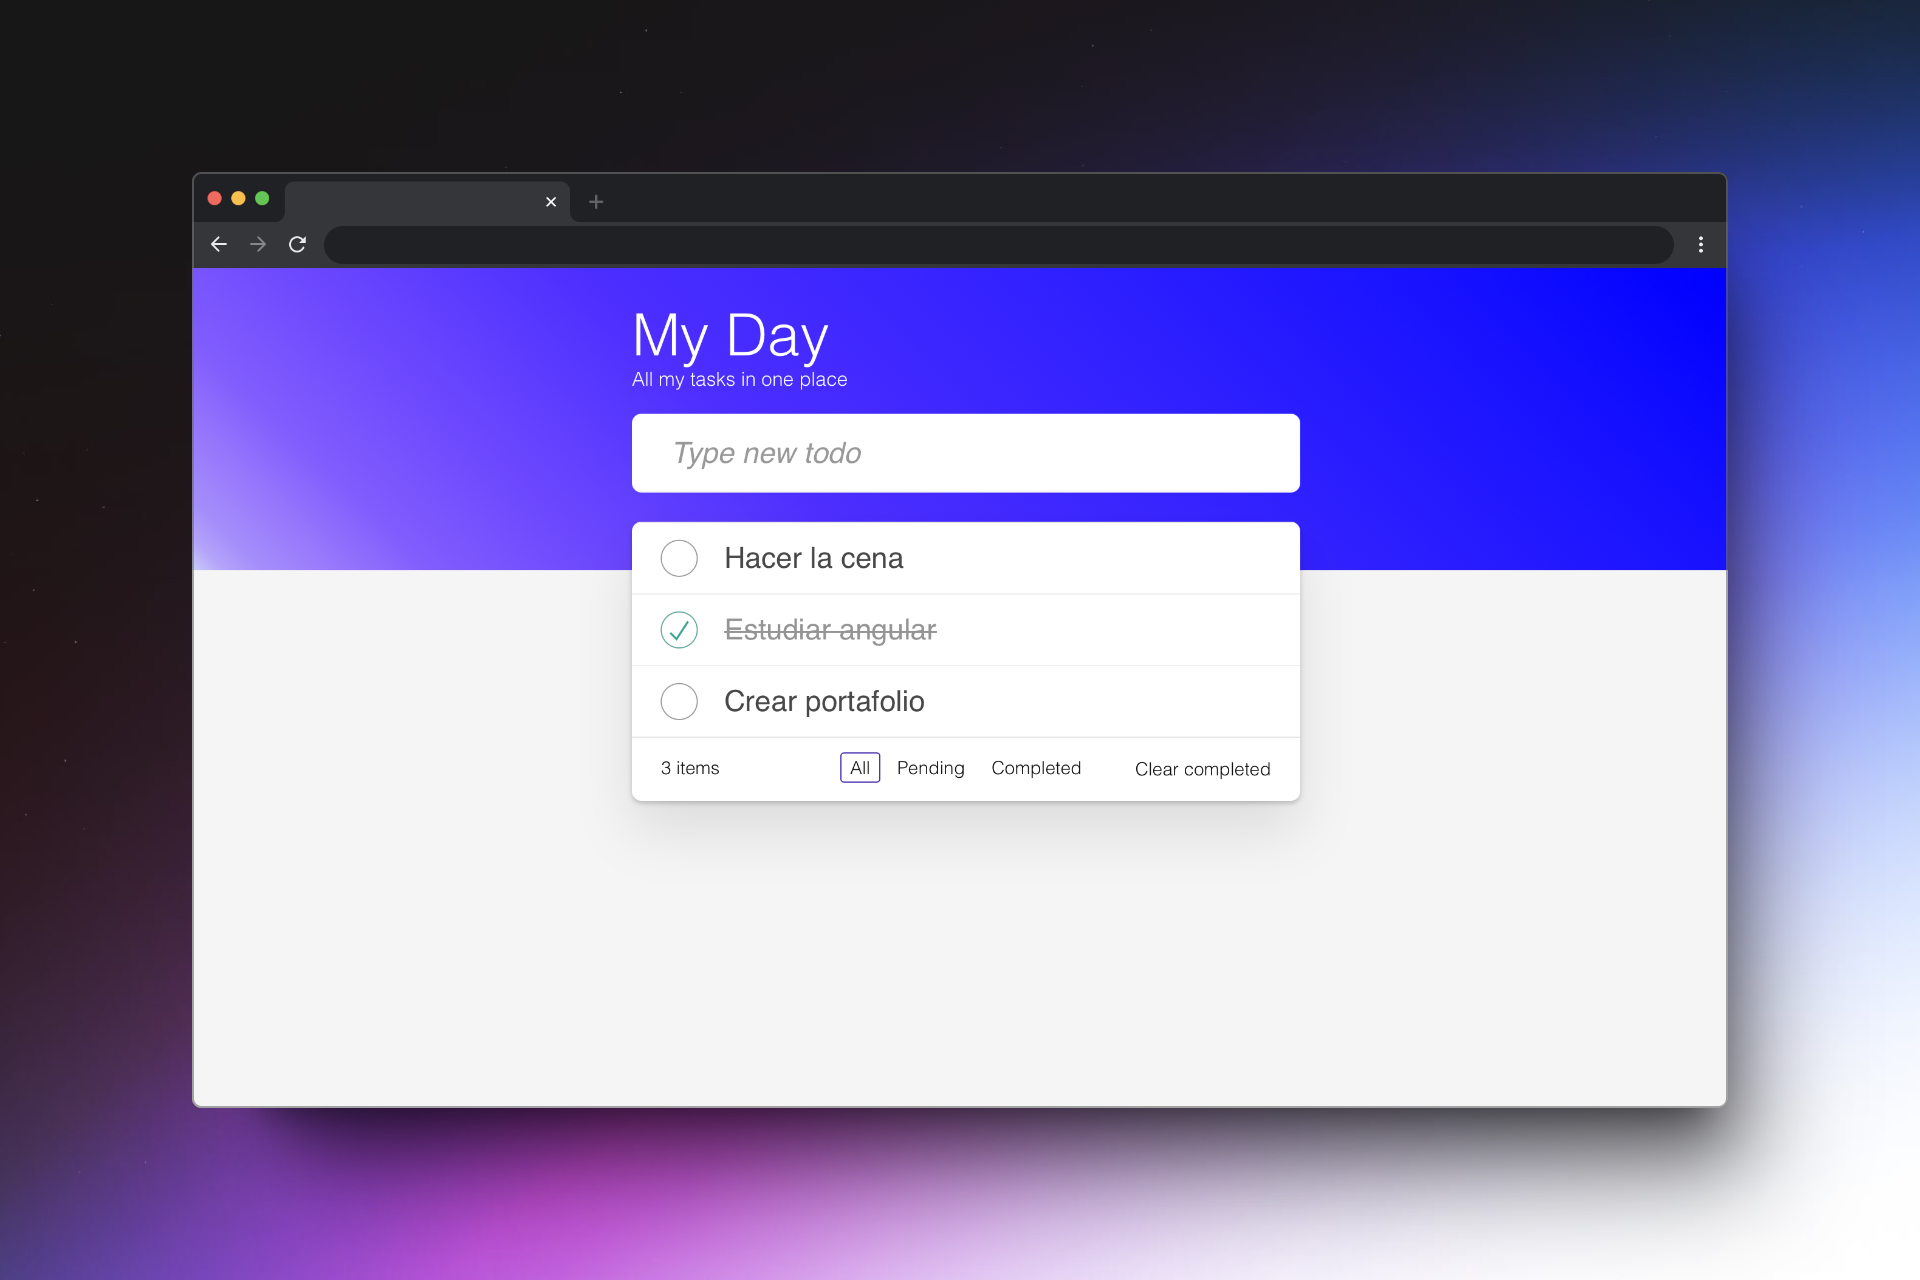 My Day
All my tasks in one place
Type new todo
Hacer la cena
Estudiar angular
Crear portafolio
3 items All Pending Completed Clear completed